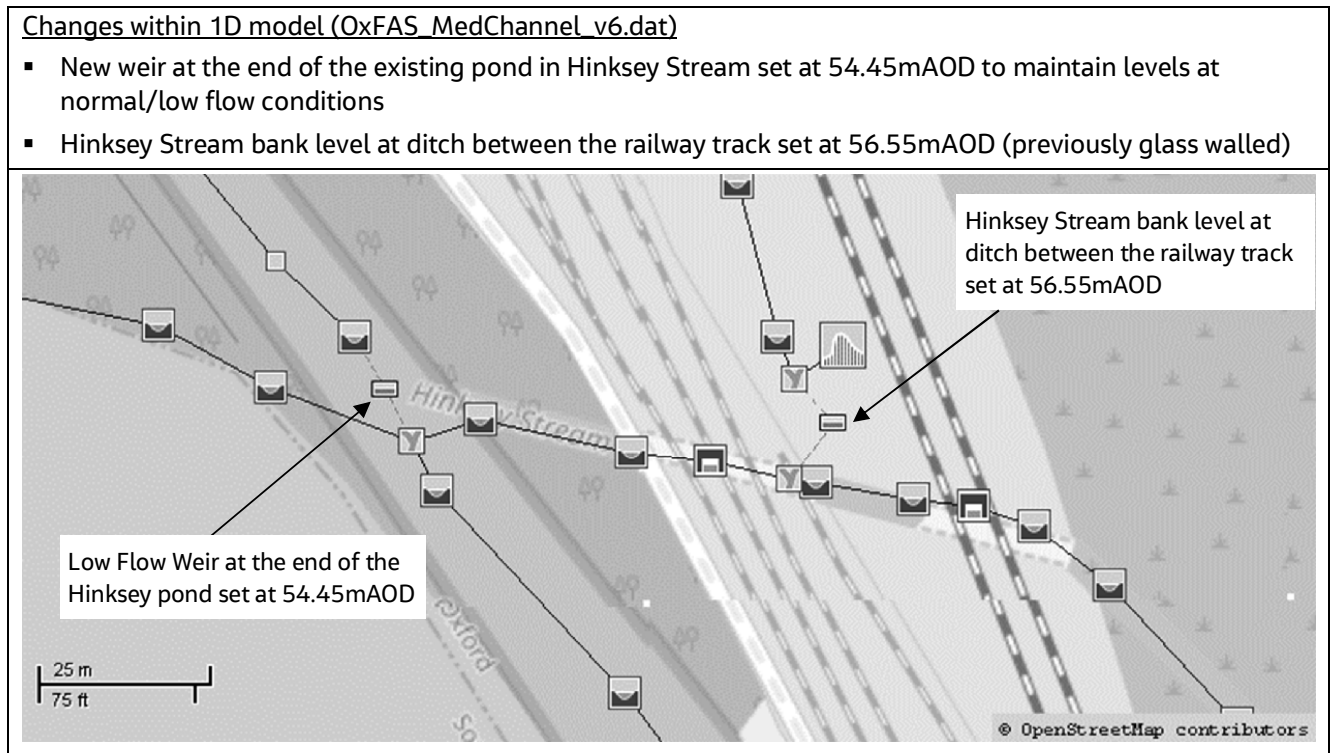 Changes within 1D model (OxFAS_MedChannel_v6.dat)
▪ New weir at the end of the existing pond in Hinksey Stream set at 54.45mAOD to maintain levels at
normal/low flow conditions
▪ Hinksey Stream bank level at ditch between the railway track set at 56.55mAOD (previously glass walled)
Hinksey Stream bank level at
ditch between the railway track
set at 56.55mAOD
Hinksey Stream
Low Flow Weir at the end of the
Hinksey pond set at 54.45mAOD
Oxford
So
25 m
75 ft
© OpenStreetMap contributors